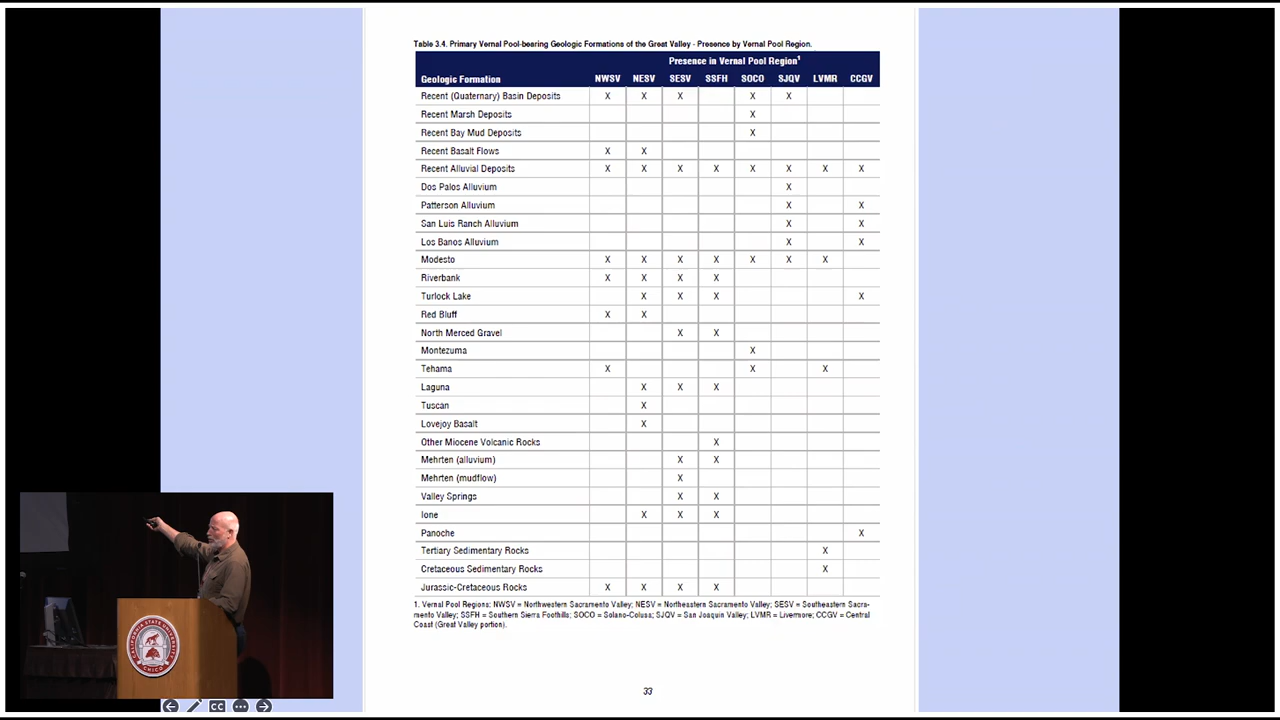 Table 3.4. Primary Vernal Pool-bearing Geologic Formations of the Great Valley - Presence by Vernal Pool Region.
Presence in Vernal Pool Region1
Geologic Formation NWSV NESV SESV SSFH SOCO SJQV LVMR CCGV
Recent (Quaternary) Basin Deposits X X X X X
Recent Marsh Deposits X
Recent Bay Mud Deposits X
Recent Basalt Flows X X
Recent Alluvial Deposits X X X X X X X X
Dos Palos Alluvium X
Patterson Alluvium X X
San Luis Ranch Alluvium X X
Los Banos Alluvium X X
Modesto X X X X X X X
Riverbank X X X X
Turlock Lake X X X X
Red Bluff X X
North Merced Gravel X X
Montezuma X
Tehama X X X
Laguna X X X
Tuscan X
Lovejoy Basalt X
Other Miocene Volcanic Rocks X
Mehrten (alluvium) X X
Mehrten (mudflow) X
Valley Springs X X
Ione X X X
Panoche X
Tertiary Sedimentary Rocks X
Cretaceous Sedimentary Rocks X
Jurassic-Cretaceous Rocks X X X X
1. Vernal Pool Regions: NWSV = Northwestern Sacramento Valley; NESV = Northeastern Sacramento Valley; SESV = Southeastern Sacra-
mento Valley; SSFH = Southern Sierra Foothills; SOCO = Solano-Colusa; SJQV = San Joaquin Valley; LVMR = Livermore; CCGV = Central
Coast (Great Valley portion).
33
CALIFORNIA STATE UNIVERSITY
CHICO
CC